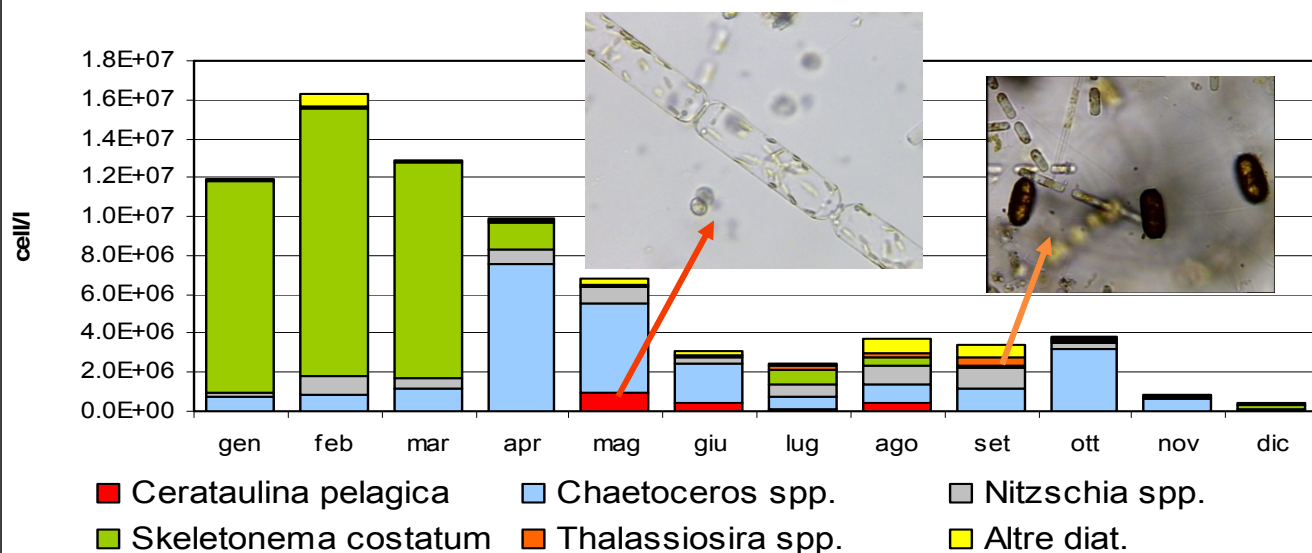 1.8E+07
1.6E+07
1.4E+07
1.2E+07
1.0E+07
8.0E+06
6.0E+06
4.0E+06
2.0E+06
0.0E+00
cell/l
gen feb mar apr mag giu lug ago set ott nov dic
Cerataulina pelagica Chaetoceros spp. Nitzschia spp.
Skeletonema costatum Thalassiosira spp. Altre diat.